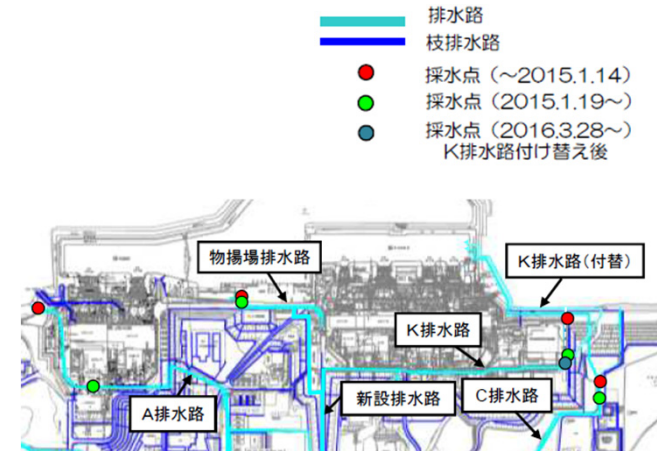 排水路
枝排水路
採水点（～2015.1.14）
採水点（2015.1.19～）
採水点（2016.3.28～）
K排水路付け替え後
物揚場排水路
K排水路（付替）
K排水路
A排水路
新設排水路
C排水路